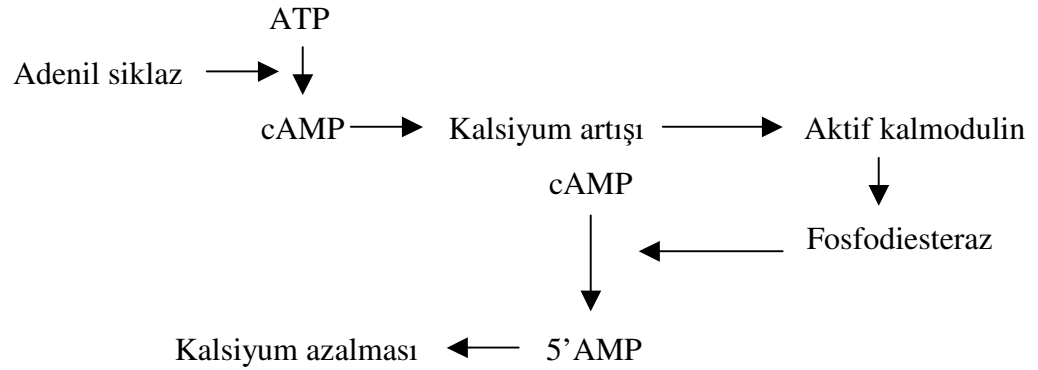 ATP
Adenil siklaz
cAMP Kalsiyum artışı Aktif kalmodulin
cAMP
Fosfodiesteraz
Kalsiyum azalması 5’AMP